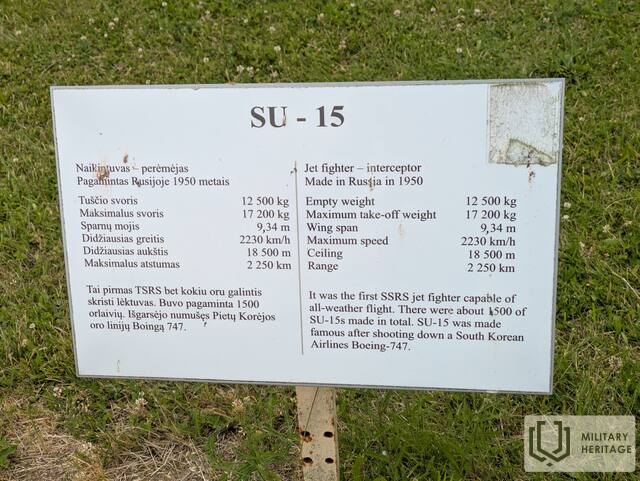 SU - 15
Naikintuvas – perėmėjas
Pagamintas Rusijoje 1950 metais
Tuščio svoris 12 500 kg
Maksimalus svoris 17 200 kg
Sparnų mojis 9,34 m
Didžiausias greitis 2230 km/h
Didžiausias aukštis 18 500 m
Maksimalus atstumas 2 250 km
Tai pirmas TSRS bet kokiu oru galintis
skristi lėktuvas. Buvo pagaminta 1500
orlaivių. Išgarsėjo numušęs Pietų Korėjos
oro linijų Boingą 747.
Jet fighter – interceptor
Made in Russia in 1950
Empty weight 12 500 kg
Maximum take-off weight 17 200 kg
Wing span 9,34 m
Maximum speed 2230 km/h
Ceiling 18 500 m
Range 2 250 km
It was the first SSRS jet fighter capable of
all-weather flight. There were about 1500 of
SU-15s made in total. SU-15 was made
famous after shooting down a South Korean
Airlines Boeing-747.
MILITARY
HERITAGE